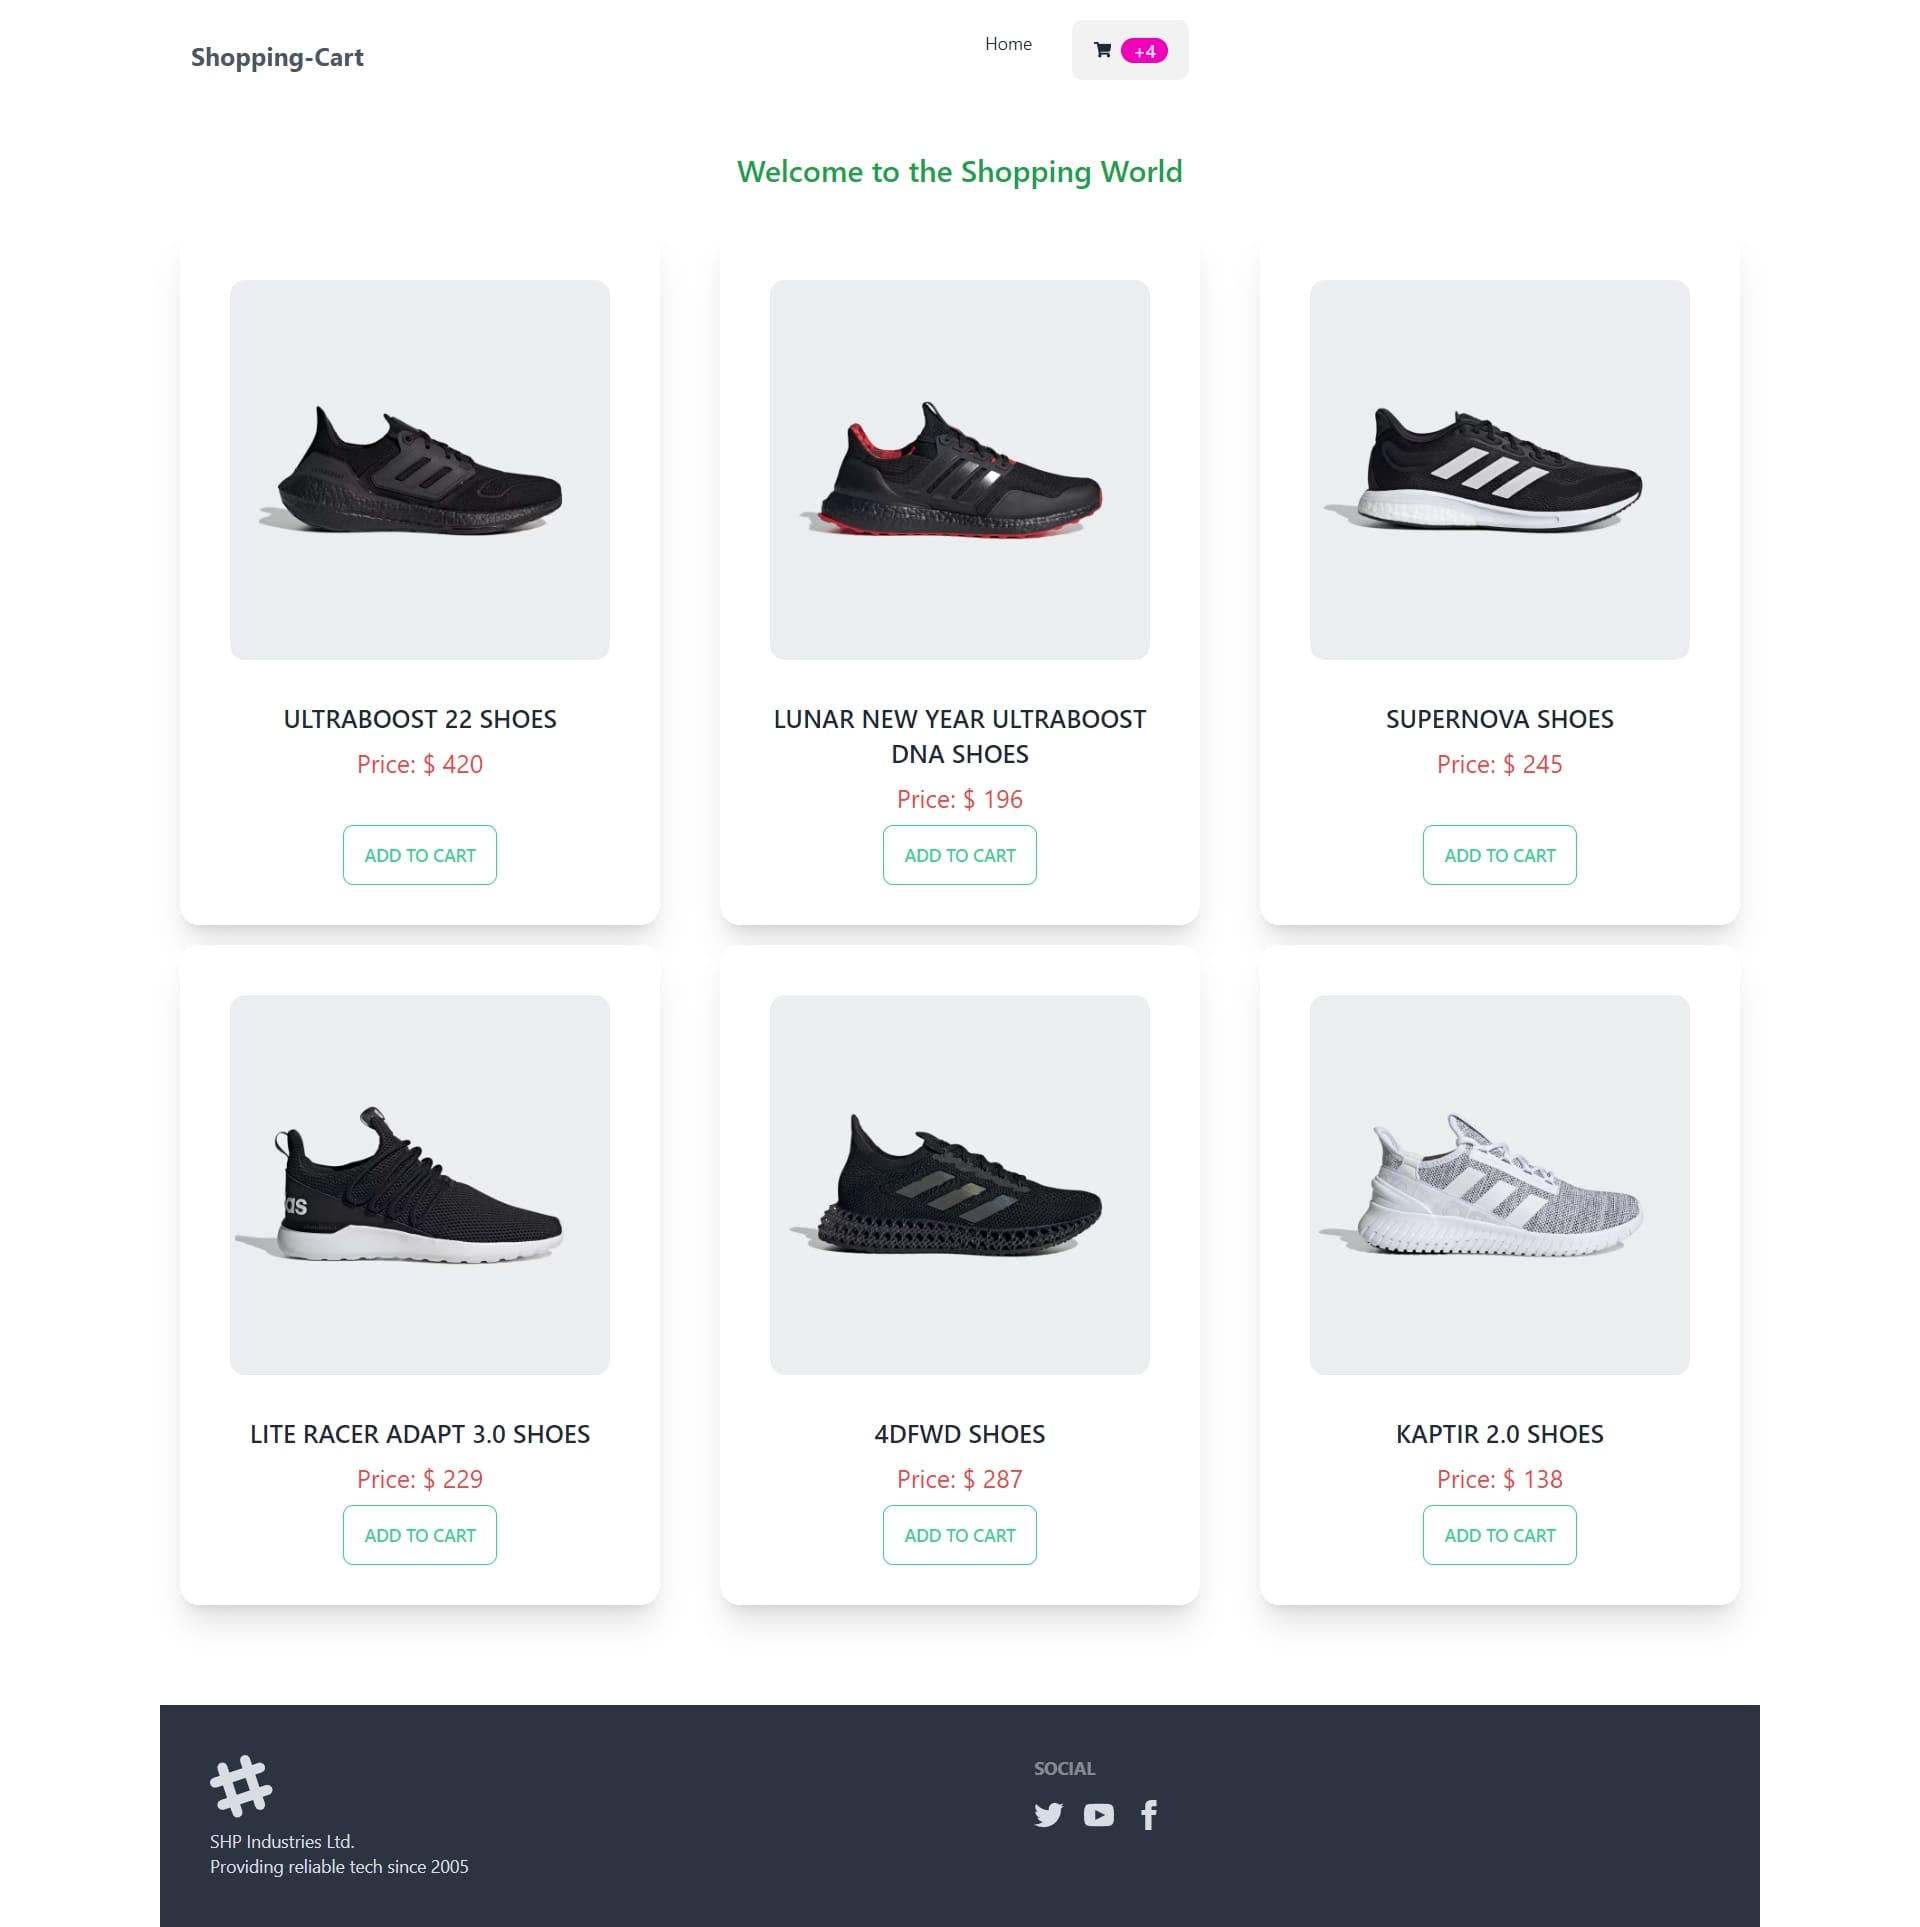 Shopping-Cart
Home
+4
Welcome to the Shopping World
ULTRABOOST 22 SHOES
Price: $ 420
ADD TO CART
LUNAR NEW YEAR ULTRABOOST
DNA SHOES
Price: $ 196
ADD TO CART
SUPERNOVA SHOES
Price: $ 245
ADD TO CART
as
LITE RACER ADAPT 3.0 SHOES
Price: $ 229
ADD TO CART
4DFWD SHOES
Price: $ 287
ADD TO CART
KAPTIR 2.0 SHOES
Price: $ 138
ADD TO CART
SHP Industries Ltd.
Providing reliable tech since 2005
SOCIAL